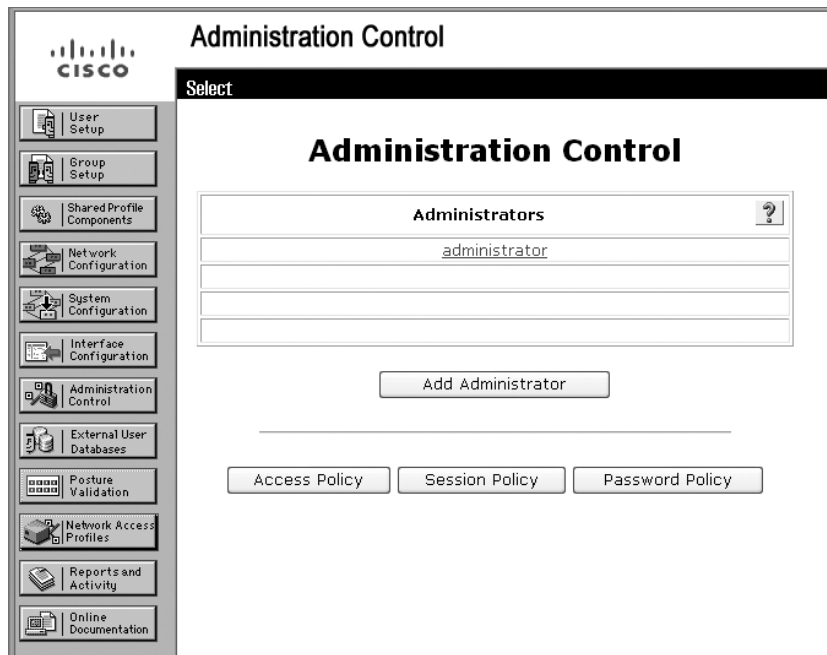 CISCO
Administration Control
Select
User
Setup
Group
Setup
Shared Profile
Components
Network
Configuration
System
Configuration
Interface
Configuration
Administration
Control
External User
Databases
Posture
Validation
Network Access
Profiles
Reports and
Activity
Online
Documentation
Administration Control
Administrators
?
administrator
Add Administrator
Access Policy
Session Policy
Password Policy